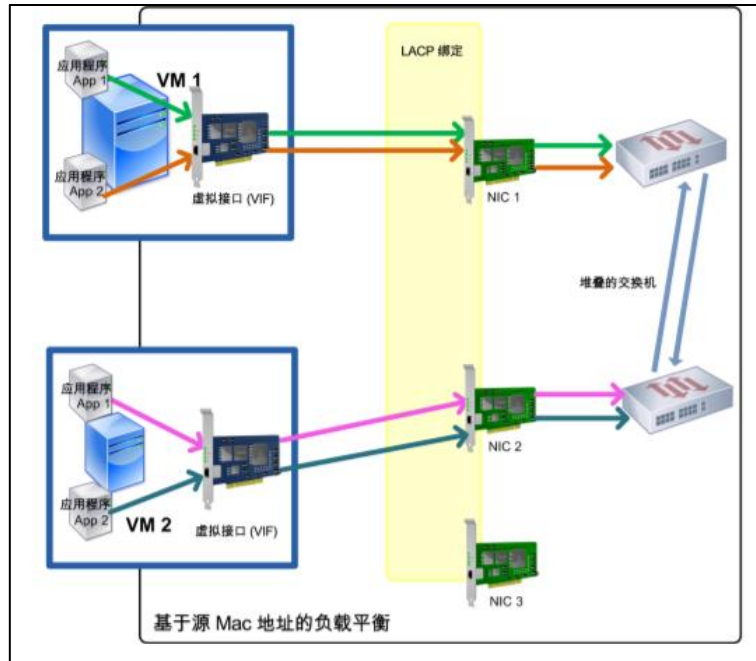 应用程序
App 1
VM 1
应用程序
App 2
虚拟接口 (VIF)
LACP 绑定
NIC 1
堆叠的交换机
应用程序
App 1
应用程序
App 2
VM 2
虚拟接口 (VIF)
NIC 2
NIC 3
基于源 Mac 地址的负载平衡